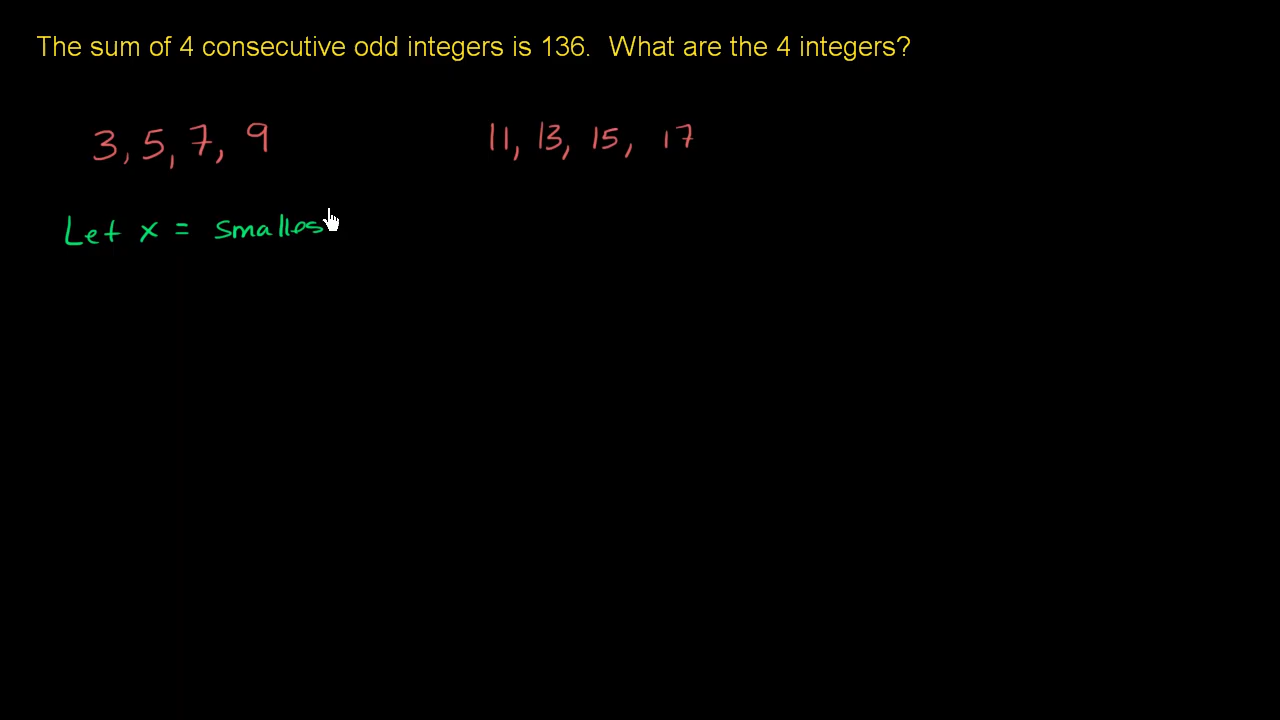 The sum of 4 consecutive odd integers is 136. What are the 4 integers?
3, 5, 7, 9 11, 13, 15, 17
Let x = smalles